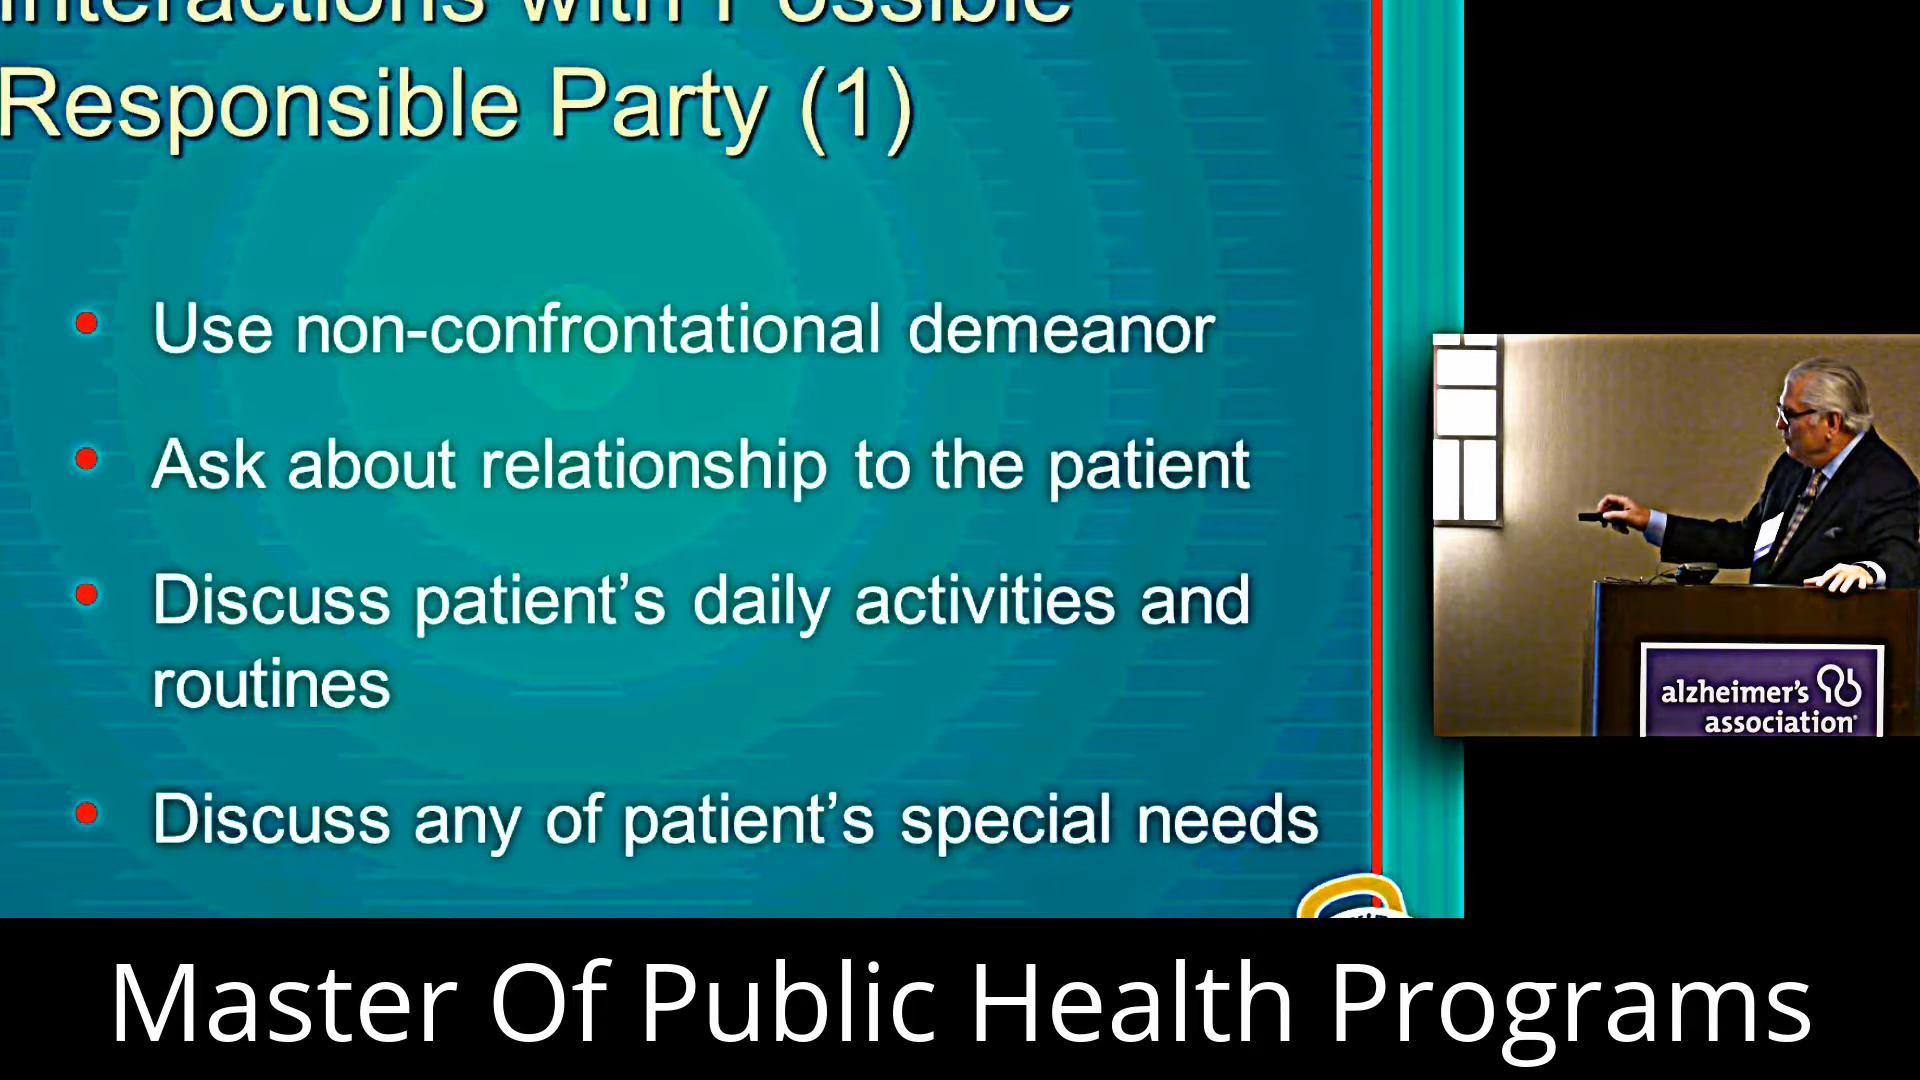 Interactions with Possible
Responsible Party (1)
• Use non-confrontational demeanor
• Ask about relationship to the patient
• Discuss patient’s daily activities and
routines
• Discuss any of patient’s special needs
alzheimer's
association®
Master Of Public Health Programs